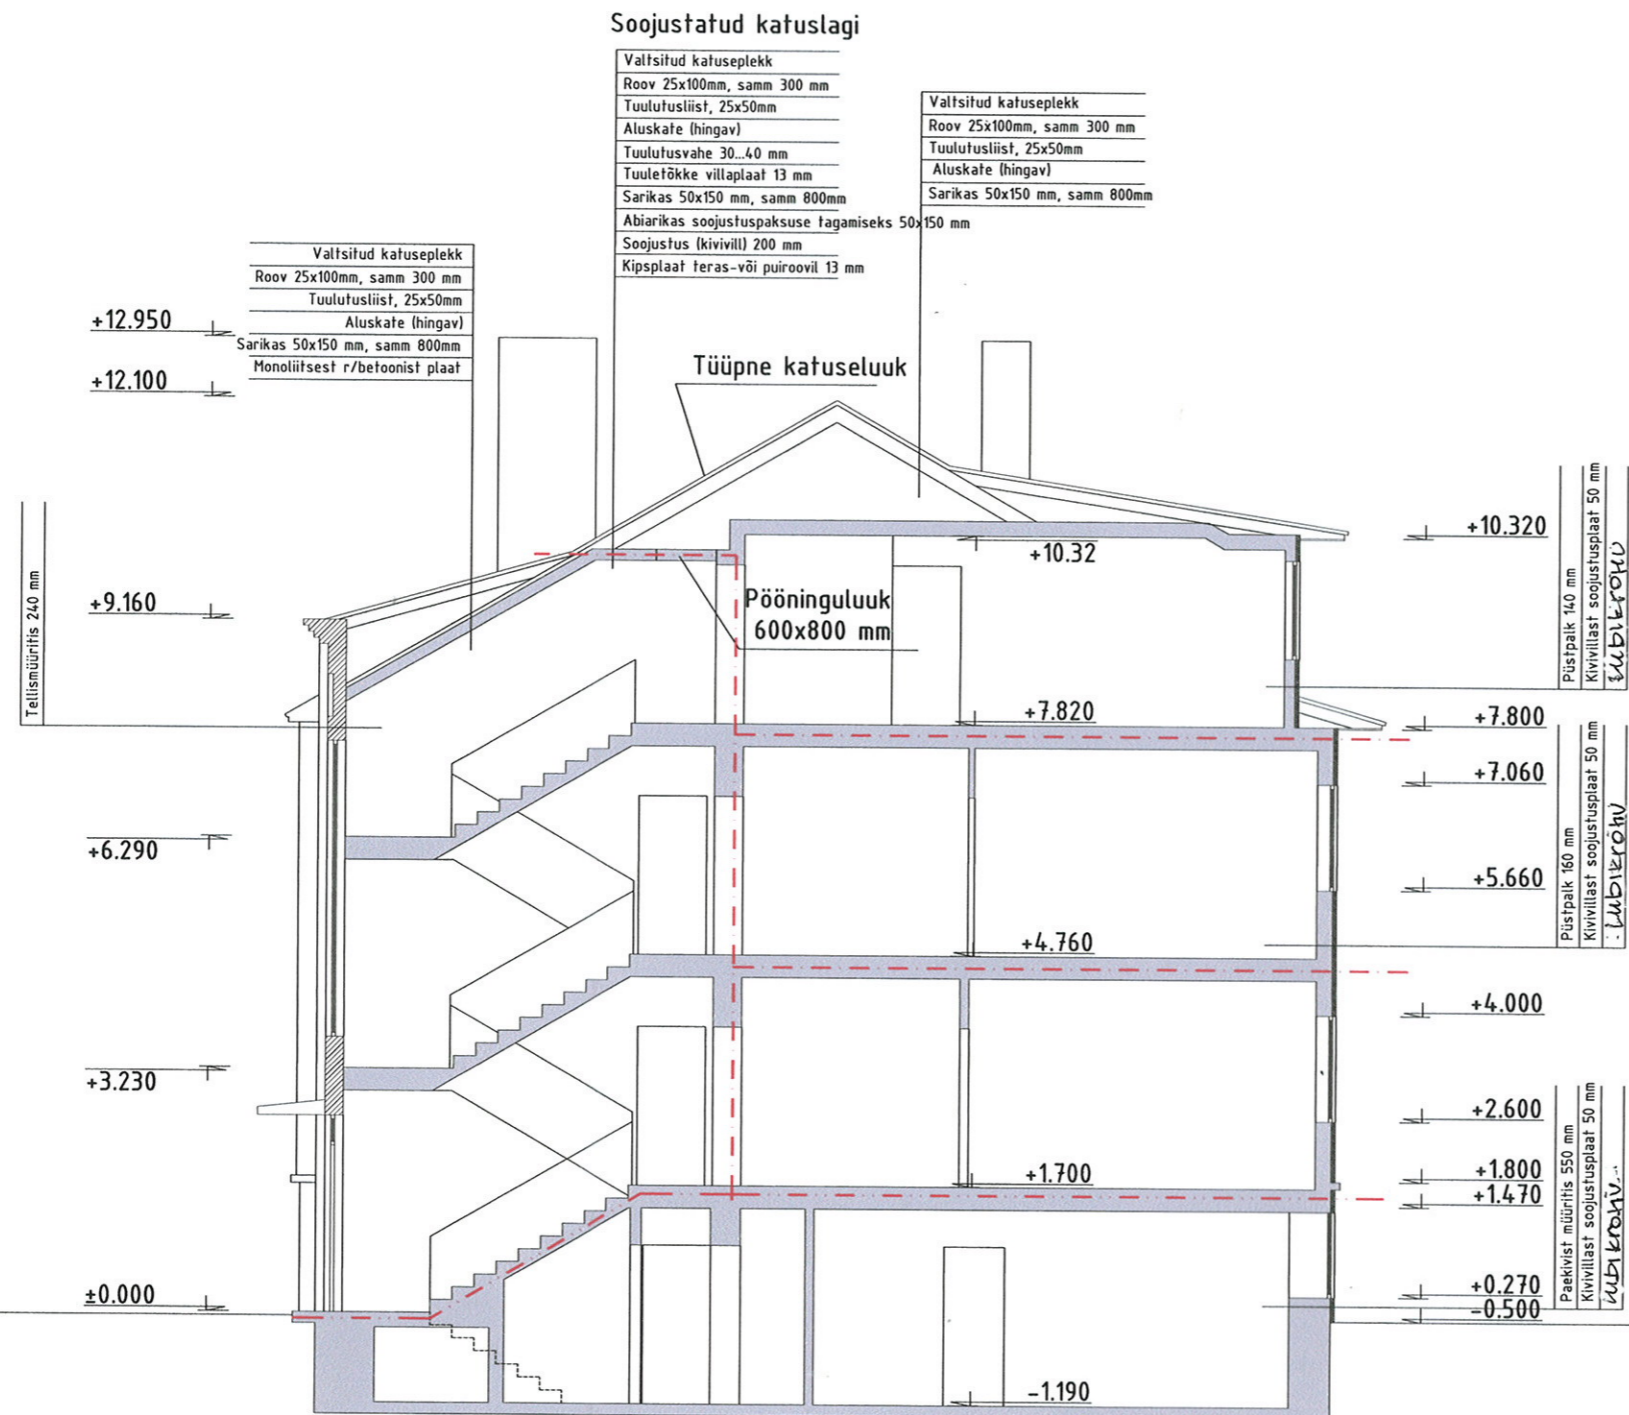 Soojustatud katuslagi
Valtsitud katuseplekk
Roov 25x100mm, samm 300 mm
Tuulutusliist, 25x50mm
Aluskate (hingav)
Tuulutusvahe 30...40 mm
Tuuletõkke villaplaat 13 mm
Sarikas 50x150 mm, samm 800mm
Abiarikas soojustuspaksuse tagamiseks 50x150 mm
Soojustus (kivivill) 200 mm
Kipsplaat teras-või puiroovil 13 mm
Valtsitud katuseplekk
Roov 25x100mm, samm 300 mm
Tuulutusliist, 25x50mm
Aluskate (hingav)
Sarikas 50x150 mm, samm 800mm
Valtsitud katuseplekk
Roov 25x100mm, samm 300 mm
Tuulutusliist, 25x50mm
Aluskate (hingav)
Sarikas 50x150 mm, samm 800mm
Monoliitsest r/betoonist plaat
Tüüpne katuseluuk
Pööninguluuk
600x800 mm
+12.950
+12.100
+9.160
+6.290
+3.230
±0.000
Tellismüüritis 240 mm
+10.32
+7.820
+4.760
+1.700
-1.190
+10.320
+7.800
+7.060
+5.660
+4.000
+2.600
+1.800
+1.470
+0.270
-0.500
Püstpalk 140 mm
Kivivillast soojustusplaat 50 mm
Püstpalk 160 mm
Kivivillast soojustusplaat 50 mm
Paekivist müüritis 550 mm
Kivivillast soojustusplaat 50 mm